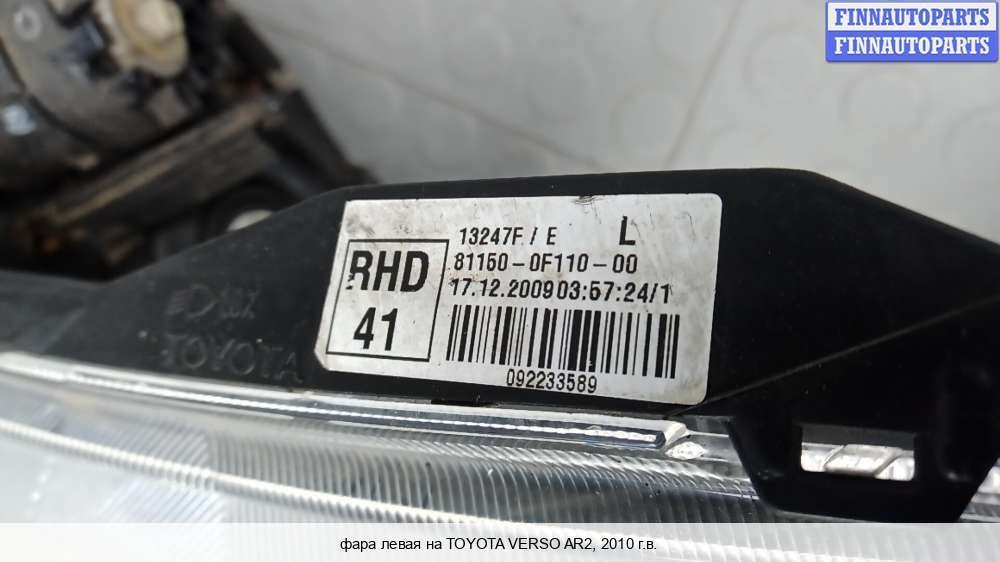 FINNAUTOPARTS
FINNAUTOPARTS
13247F / E L
RHD
81150-0F110-00
17.12.2009 03:57:24/1
41
092233589
TOYOTA
фара левая на TOYOTA VERSO AR2, 2010 г.в.